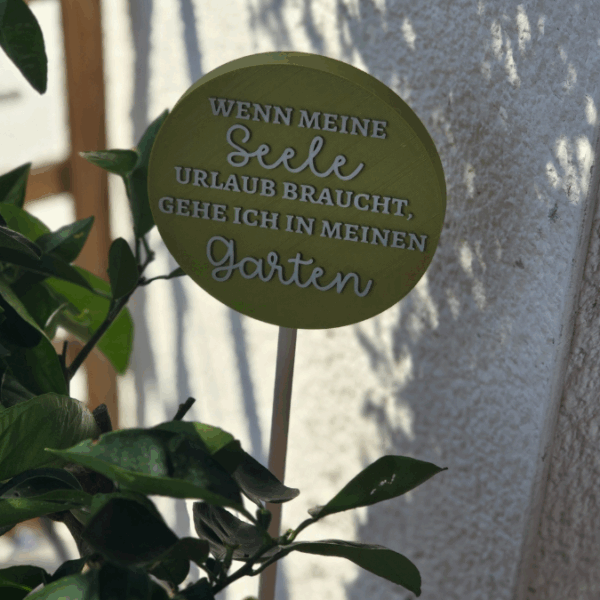 WENN MEINE
Seele
URLAUB BRAUCHT,
GEHE ICH IN MEINEN
Garten